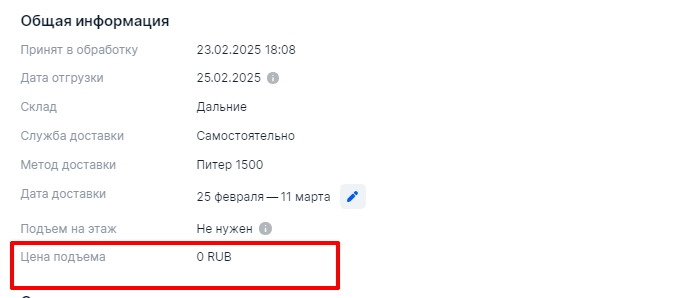 Общая информация
Принят в обработку 23.02.2025 18:08
Дата отгрузки 25.02.2025
Склад Дальние
Служба доставки Самостоятельно
Метод доставки Питер 1500
Дата доставки 25 февраля — 11 марта
Подъем на этаж Не нужен
Цена подъема 0 RUB